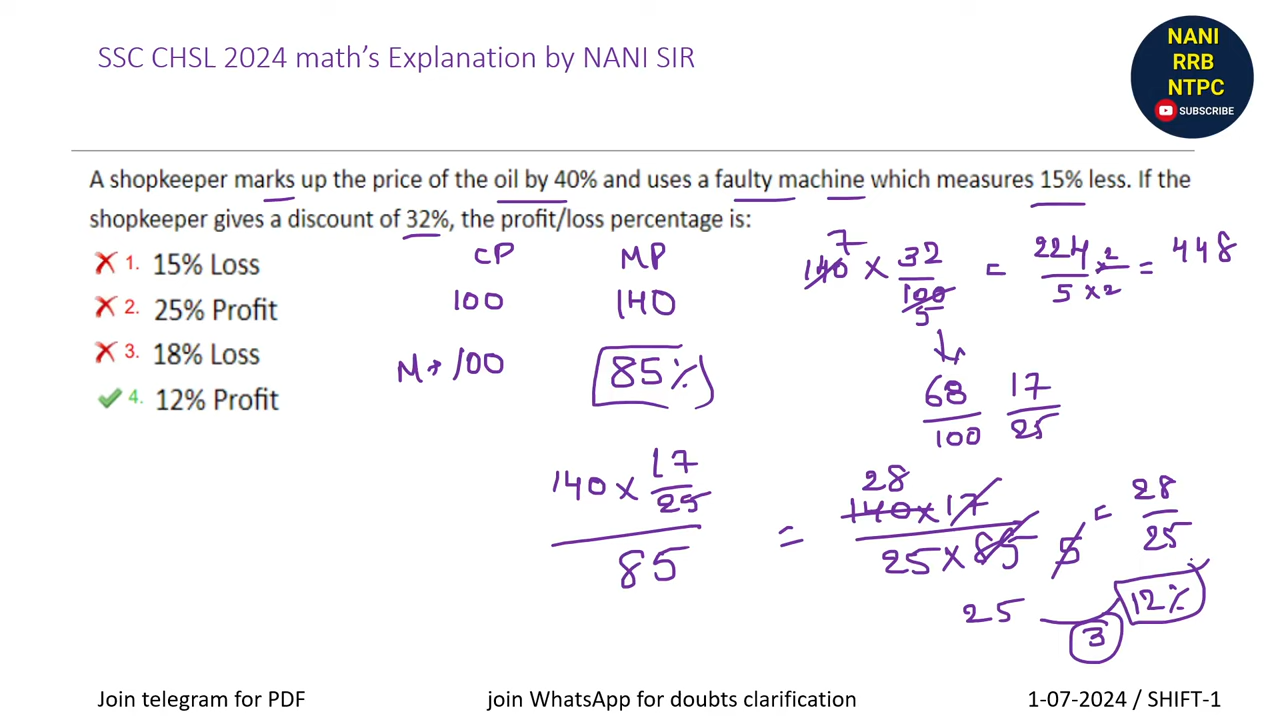 SSC CHSL 2024 math's Explanation by NANI SIR
NANI
RRB
NTPC
SUBSCRIBE
A shopkeeper marks up the price of the oil by 40% and uses a faulty machine which measures 15% less. If the
shopkeeper gives a discount of 32%, the profit/loss percentage is:
1. 15% Loss
2. 25% Profit
3. 18% Loss
4. 12% Profit
CP MP
100 140
M→100 85%
7
140 × 32/100 = 224/5 ×2/×2 = 448
5
68/100 17/25
140 × 17/25
85
= 28
140×17
25×85 5
= 28/25
25 3 12%
Join telegram for PDF
join WhatsApp for doubts clarification
1-07-2024 / SHIFT-1